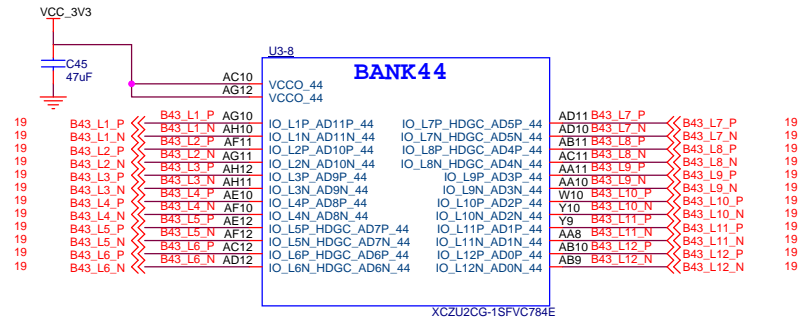 VCC_3V3
C45
47uF
U3-8
BANK44
AC10 VCCO_44
AG12 VCCO_44
19 B43_L1_P B43_L1_P AG10 IO_L1P_AD11P_44 IO_L7P_HDGC_AD5P_44 AD11 B43_L7_P B43_L7_P 19
19 B43_L1_N B43_L1_N AH10 IO_L1N_AD11N_44 IO_L7N_HDGC_AD5N_44 AD10 B43_L7_N B43_L7_N 19
19 B43_L2_P B43_L2_P AF11 IO_L2P_AD10P_44 IO_L8P_HDGC_AD4P_44 AB11 B43_L8_P B43_L8_P 19
19 B43_L2_N B43_L2_N AG11 IO_L2N_AD10N_44 IO_L8N_HDGC_AD4N_44 AC11 B43_L8_N B43_L8_N 19
19 B43_L3_P B43_L3_P AH12 IO_L3P_AD9P_44 IO_L9P_AD3P_44 AA11 B43_L9_P B43_L9_P 19
19 B43_L3_N B43_L3_N AH11 IO_L3N_AD9N_44 IO_L9N_AD3N_44 AA10 B43_L9_N B43_L9_N 19
19 B43_L4_P B43_L4_P AE10 IO_L4P_AD8P_44 IO_L10P_AD2P_44 W10 B43_L10_P B43_L10_P 19
19 B43_L4_N B43_L4_N AF10 IO_L4N_AD8N_44 IO_L10N_AD2N_44 Y10 B43_L10_N B43_L10_N 19
19 B43_L5_P B43_L5_P AE12 IO_L5P_HDGC_AD7P_44 IO_L11P_AD1P_44 Y9 B43_L11_P B43_L11_P 19
19 B43_L5_N B43_L5_N AF12 IO_L5N_HDGC_AD7N_44 IO_L11N_AD1N_44 AA8 B43_L11_N B43_L11_N 19
19 B43_L6_P B43_L6_P AC12 IO_L6P_HDGC_AD6P_44 IO_L12P_AD0P_44 AB10 B43_L12_P B43_L12_P 19
19 B43_L6_N B43_L6_N AD12 IO_L6N_HDGC_AD6N_44 IO_L12N_AD0N_44 AB9 B43_L12_N B43_L12_N 19
XCZU2CG-1SFVC784E